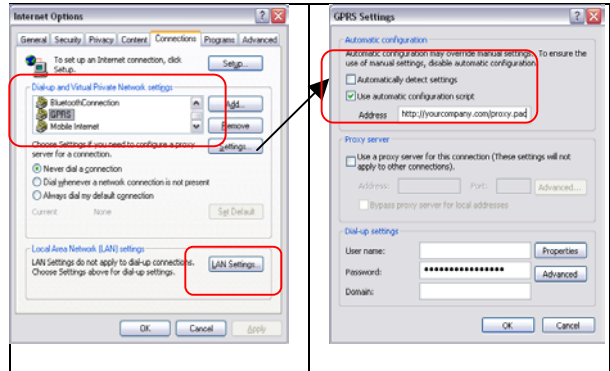 Internet Options
General Security Privacy Content Connections Programs Advanced
To set up an Internet connection, click
Setup.
Setup...
Dial-up and Virtual Private Network settings
BluetoothConnection
GPRS
Mobile Internet
Add...
Remove
Choose Settings if you need to configure a proxy
server for a connection.
Settings...
Never dial a connection
Dial whenever a network connection is not present
Always dial my default connection
Current None
Set Default
Local Area Network (LAN) settings
LAN Settings do not apply to dial-up connections.
Choose Settings above for dial-up settings.
LAN Settings...
OK Cancel Apply
GPRS Settings
Automatic configuration
Automatic configuration may override manual settings. To ensure the
use of manual settings, disable automatic configuration.
Automatically detect settings
Use automatic configuration script
Address http://yourcompany.com/proxy.pac
Proxy server
Use a proxy server for this connection (These settings will not
apply to other connections).
Address: Port: Advanced...
Bypass proxy server for local addresses
Dial-up settings
User name: Properties
Password: Advanced
Domain:
OK Cancel